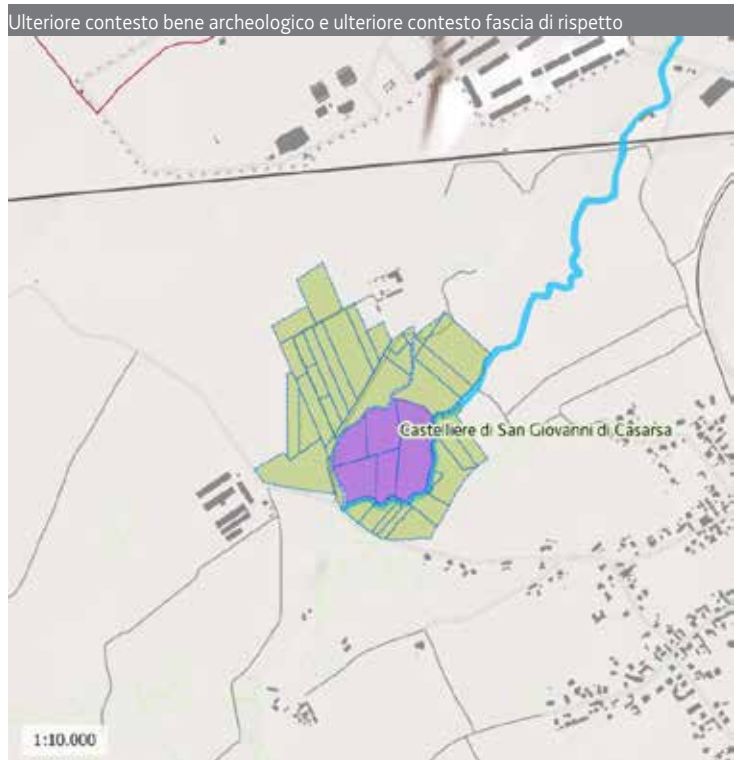 Ulteriore contesto bene archeologico e ulteriore contesto fascia di rispetto
Castelliere di San Giovanni di Casarsa
1:10.000